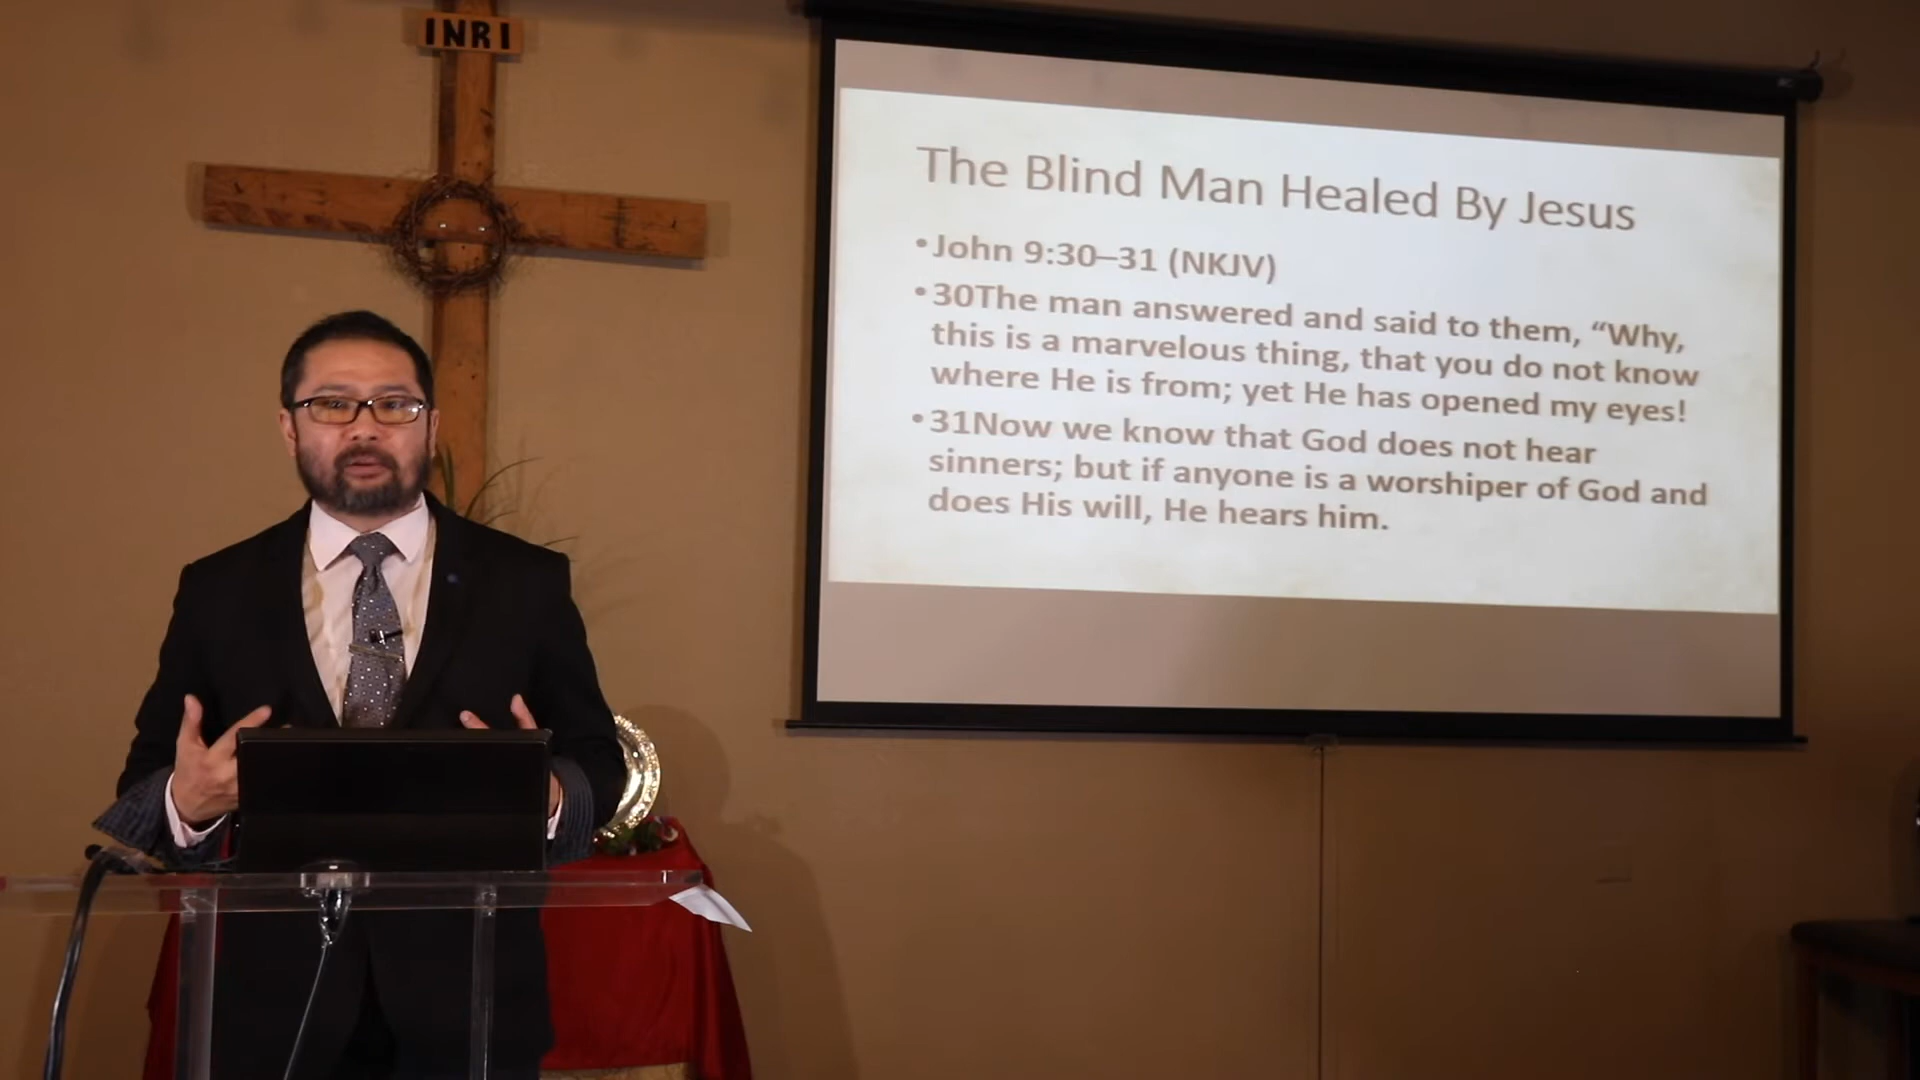 INRI
The Blind Man Healed By Jesus
•John 9:30–31 (NKJV)
•30The man answered and said to them, “Why,
this is a marvelous thing, that you do not know
where He is from; yet He has opened my eyes!
•31Now we know that God does not hear
sinners; but if anyone is a worshiper of God and
does His will, He hears him.